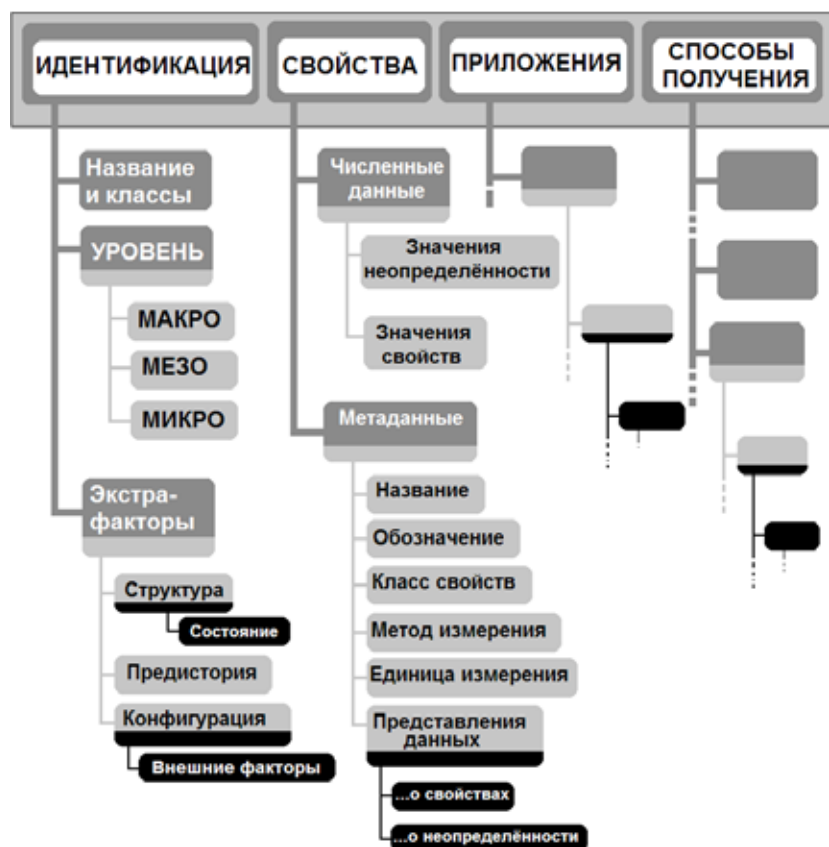 ИДЕНТИФИКАЦИЯ
СВОЙСТВА
ПРИЛОЖЕНИЯ
СПОСОБЫ
ПОЛУЧЕНИЯ
Название
и классы
УРОВЕНЬ
МАКРО
МЕЗО
МИКРО
Экстра-
факторы
Структура
Состояние
Предистория
Конфигурация
Внешние факторы
Численные
данные
Значения
неопределённости
Значения
свойств
Метаданные
Название
Обозначение
Класс свойств
Метод измерения
Единица измерения
Представления
данных
...о свойствах
...о неопределённости